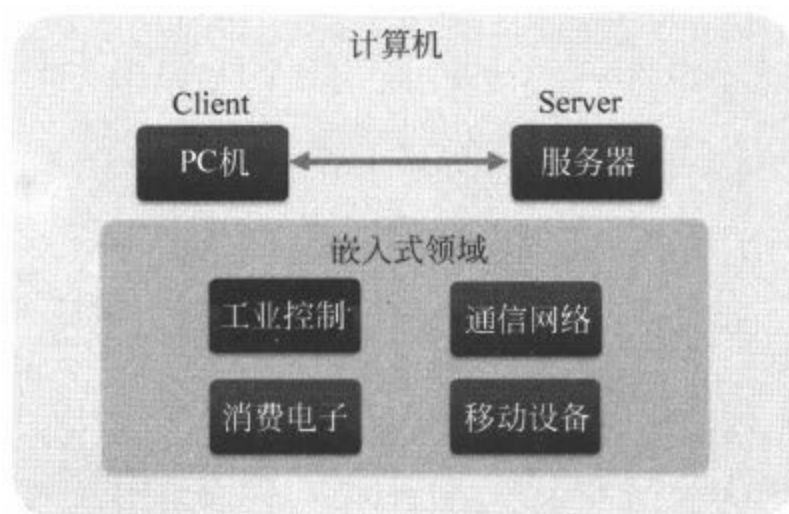 计算机
Client Server
PC机 服务器
嵌入式领域
工业控制 通信网络
消费电子 移动设备